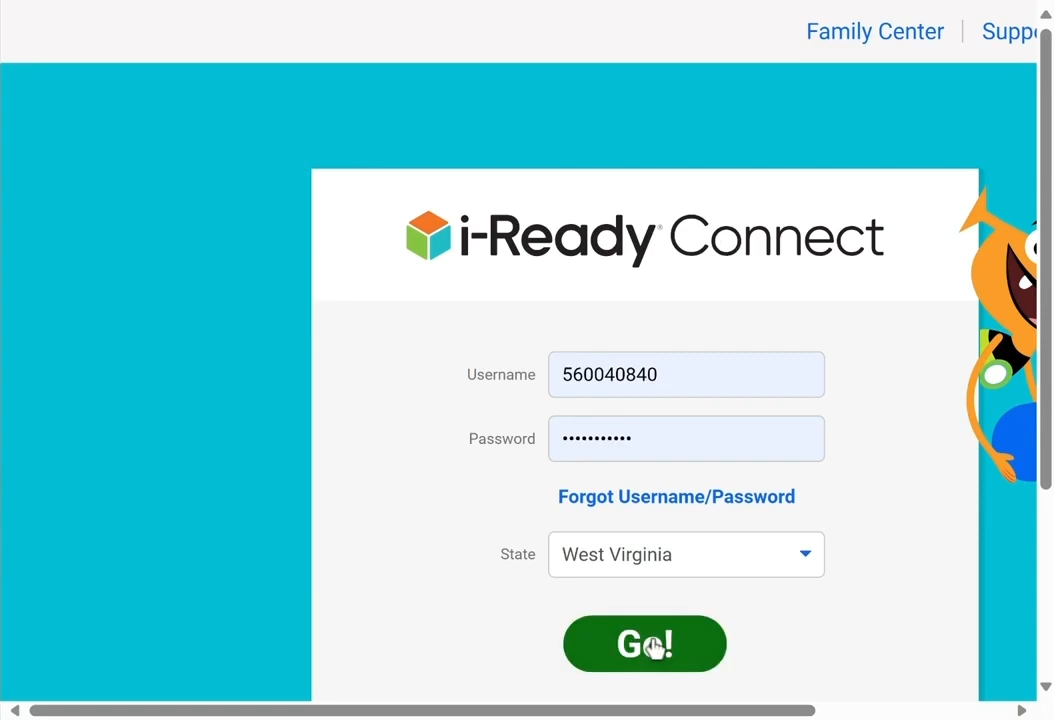 Family Center
i-Ready Connect
Username 560040840
Password •••••••••••
Forgot Username/Password
State West Virginia
Go!